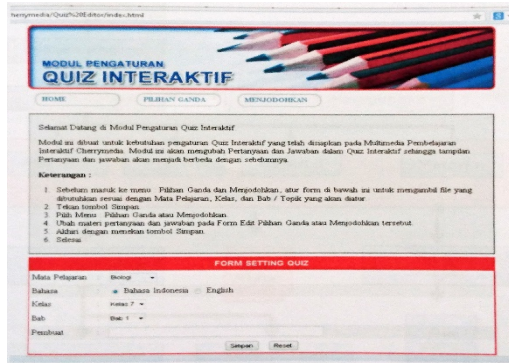 herrymedia/Quiz%20Editor/index.html
MODUL PENGATURAN
QUIZ INTERAKTIF
HOME
PILIHAN GANDA
MENJODOHKAN
Selamat Datang di Modul Pengaturan Quiz Interaktif
Modul ini dibuat untuk kebutuhan pengaturan Quiz Interaktif yang telah disiapkan pada Multimedia Pembelajaran
Interaktif Cherrymedia. Modul ini akan mengubah Pertanyaan dan Jawaban dalam Quiz Interaktif sehingga tampilan
Pertanyaan dan jawaban akan menjadi berbeda dengan sebelumnya.
Keterangan :
1. Sebelum masuk ke menu Pilihan Ganda dan Menjodohkan, atur form di bawah ini untuk mengambil file yang
dibutuhkan sesuai dengan Mata Pelajaran, Kelas, dan Bab / Topik yang akan diatur
2. Tekan tombol Simpan
3. Pilih Menu Pilihan Ganda atau Menjodohkan
4. Ubah materi pertanyaan dan jawaban pada Form Edit Pilihan Ganda atau Menjodohkan tersebut.
5. Akhiri dengan menekan tombol Simpan
6. Selesai
FORM SETTING QUIZ
Mata Pelajaran : Biologi
Bahasa : Bahasa Indonesia English
Kelas : Kelas 7
Bab : Bab 1
Pembuat :
Simpan Reset